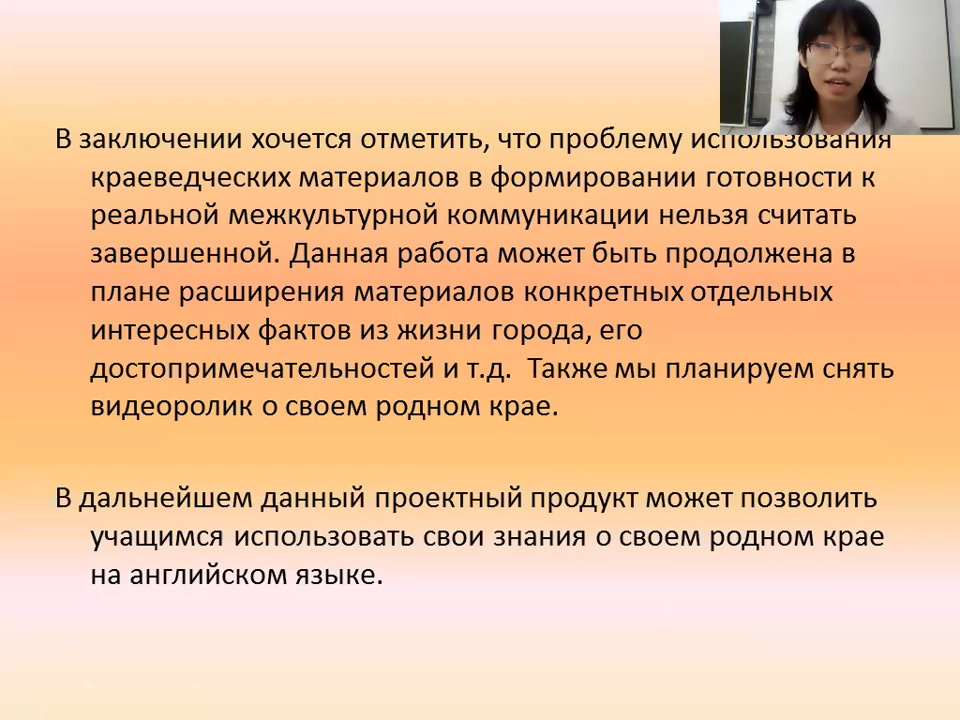 В заключении хочется отметить, что проблему использования
краеведческих материалов в формировании готовности к
реальной межкультурной коммуникации нельзя считать
завершенной. Данная работа может быть продолжена в
плане расширения материалов конкретных отдельных
интересных фактов из жизни города, его
достопримечательностей и т.д. Также мы планируем снять
видеоролик о своем родном крае.
В дальнейшем данный проектный продукт может позволить
учащимся использовать свои знания о своем родном крае
на английском языке.